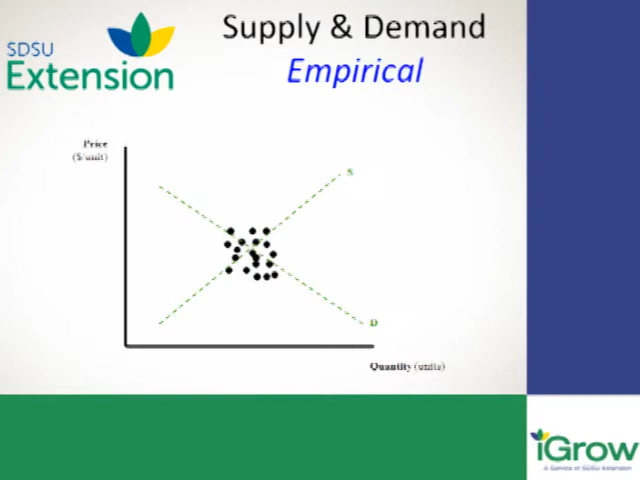 Supply & Demand
Empirical
SDSU
Extension
Price
($/unit)
S
D
Quantity (units)
iGrow
A Service of SDSU Extension